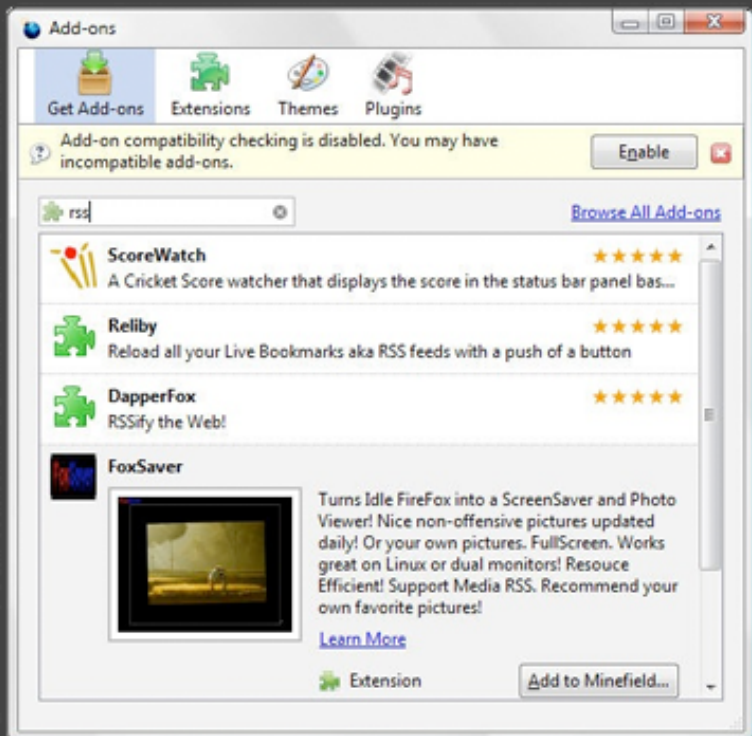 Add-ons
Get Add-ons Extensions Themes Plugins
Add-on compatibility checking is disabled. You may have
incompatible add-ons.
Enable
rss
Browse All Add-ons
ScoreWatch
A Cricket Score watcher that displays the score in the status bar panel bas...
Reliby
Reload all your Live Bookmarks aka RSS feeds with a push of a button
DapperFox
RSSify the Web!
FoxSaver
FoxSaver
Turns Idle FireFox into a ScreenSaver and Photo
Viewer! Nice non-offensive pictures updated
daily! Or your own pictures. FullScreen. Works
great on Linux or dual monitors! Resouce
Efficient! Support Media RSS. Recommend your
own favorite pictures!
Learn More
Extension
Add to Minefield...